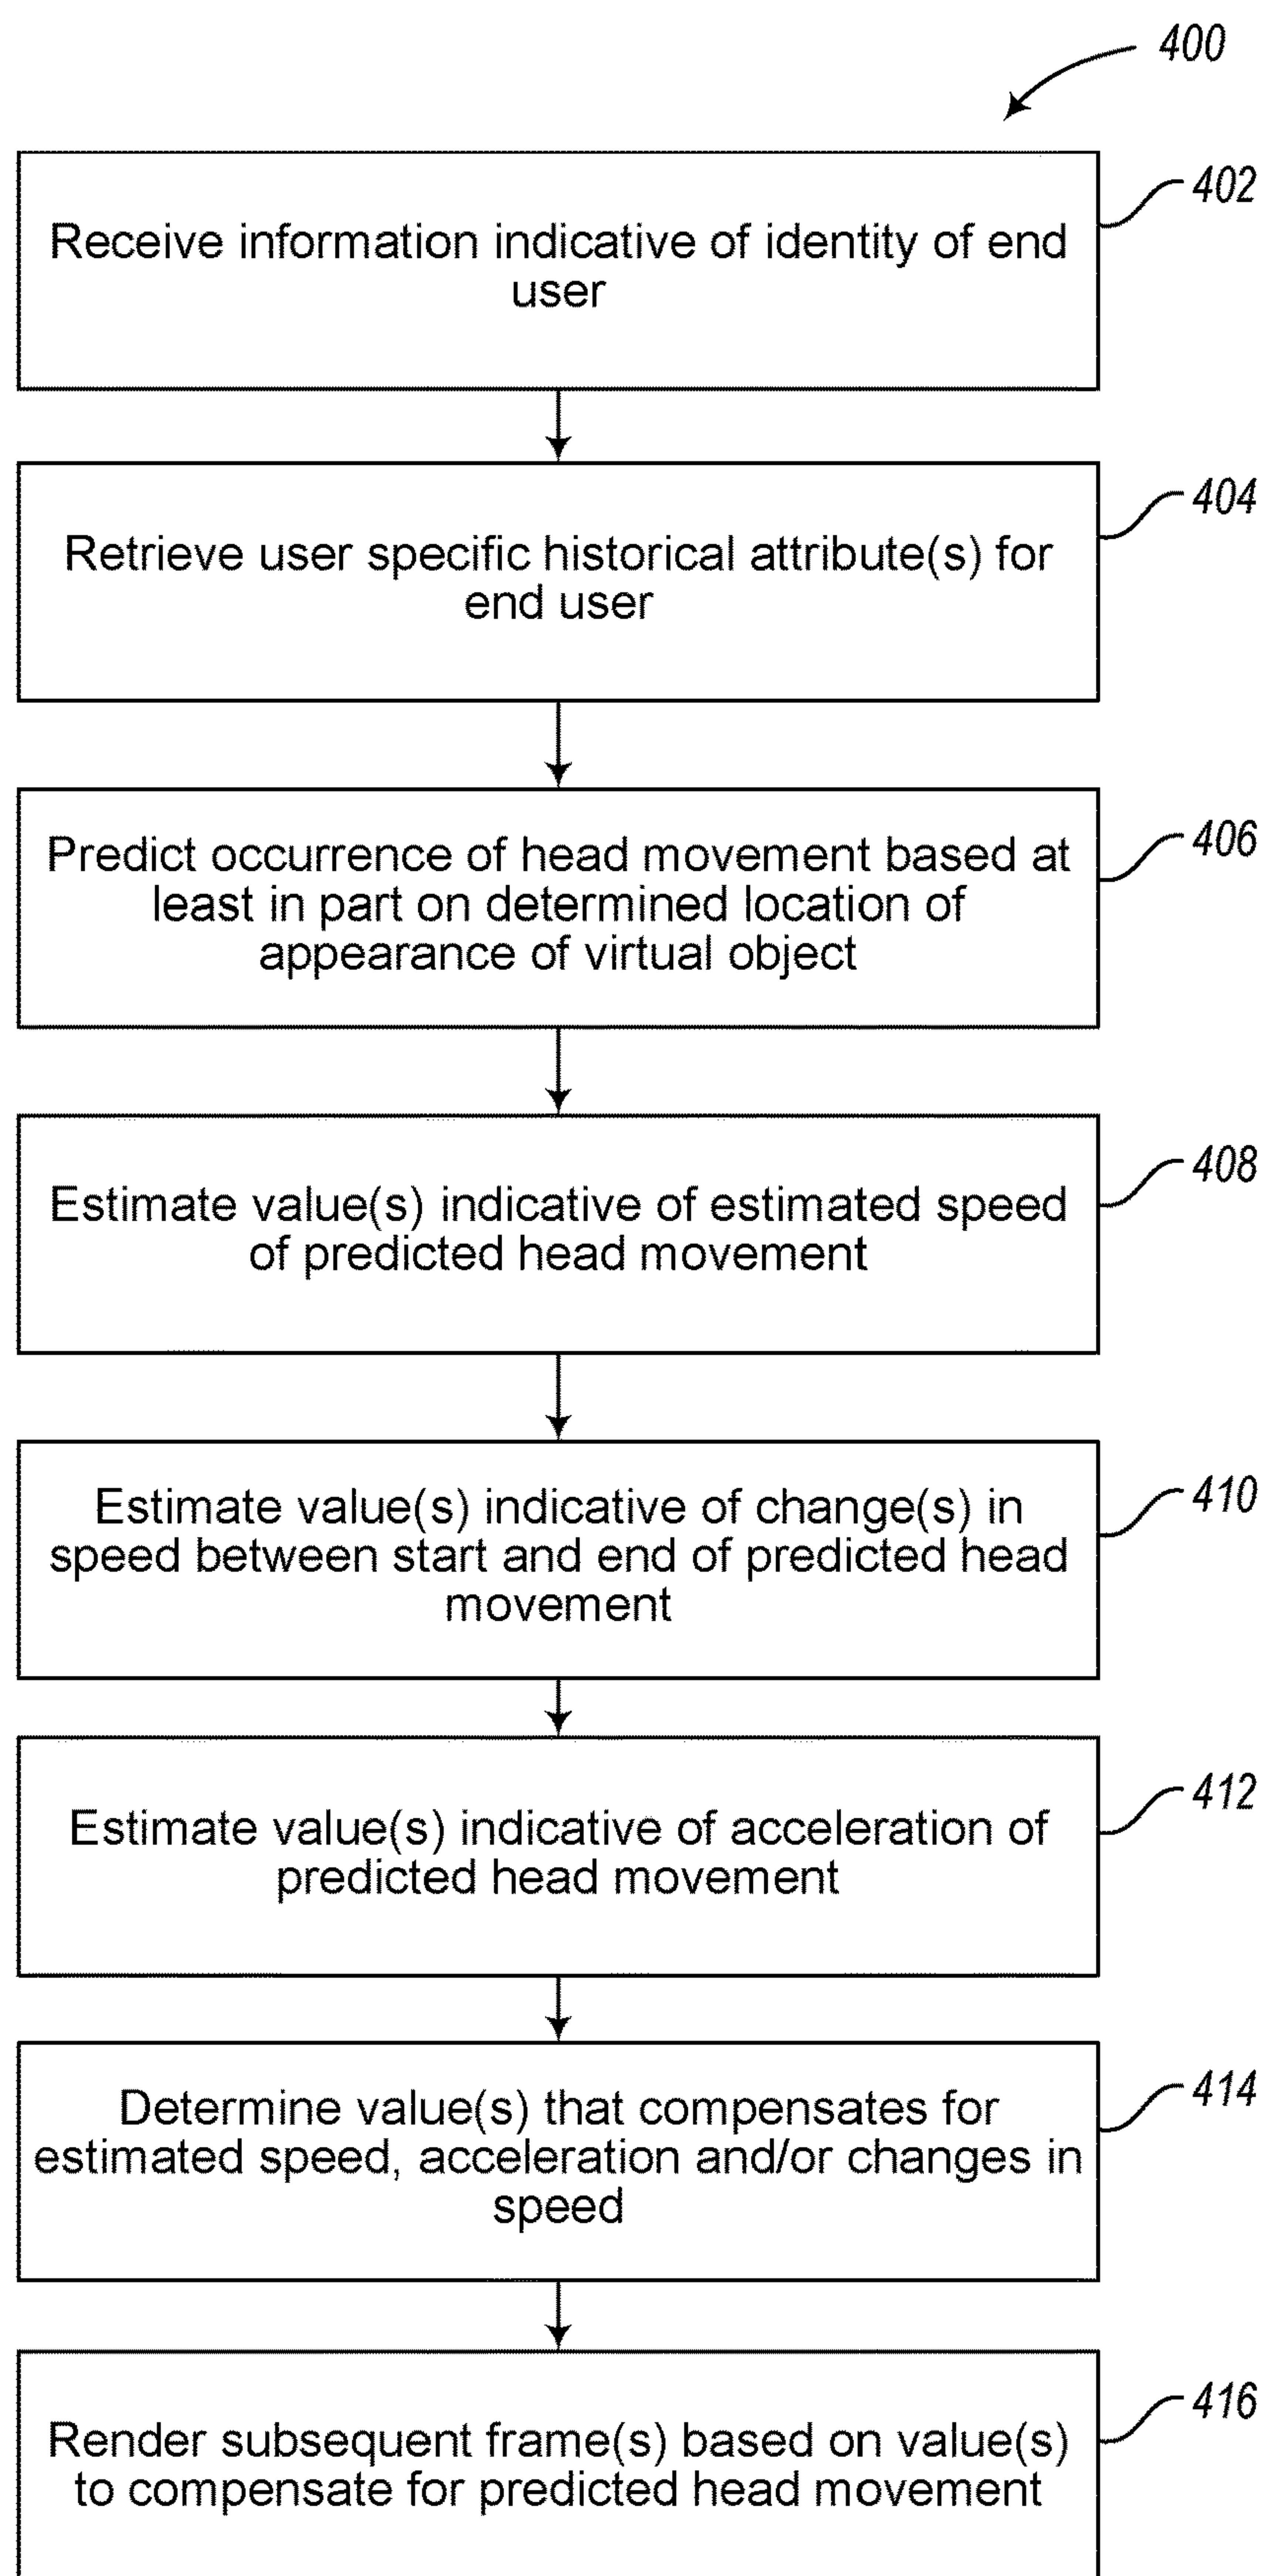 400
402
Receive information indicative of identity of end
user
404
Retrieve user specific historical attribute(s) for
end user
406
Predict occurrence of head movement based at
least in part on determined location of
appearance of virtual object
408
Estimate value(s) indicative of estimated speed
of predicted head movement
410
Estimate value(s) indicative of change(s) in
speed between start and end of predicted head
movement
412
Estimate value(s) indicative of acceleration of
predicted head movement
414
Determine value(s) that compensates for
estimated speed, acceleration and/or changes in
speed
416
Render subsequent frame(s) based on value(s)
to compensate for predicted head movement